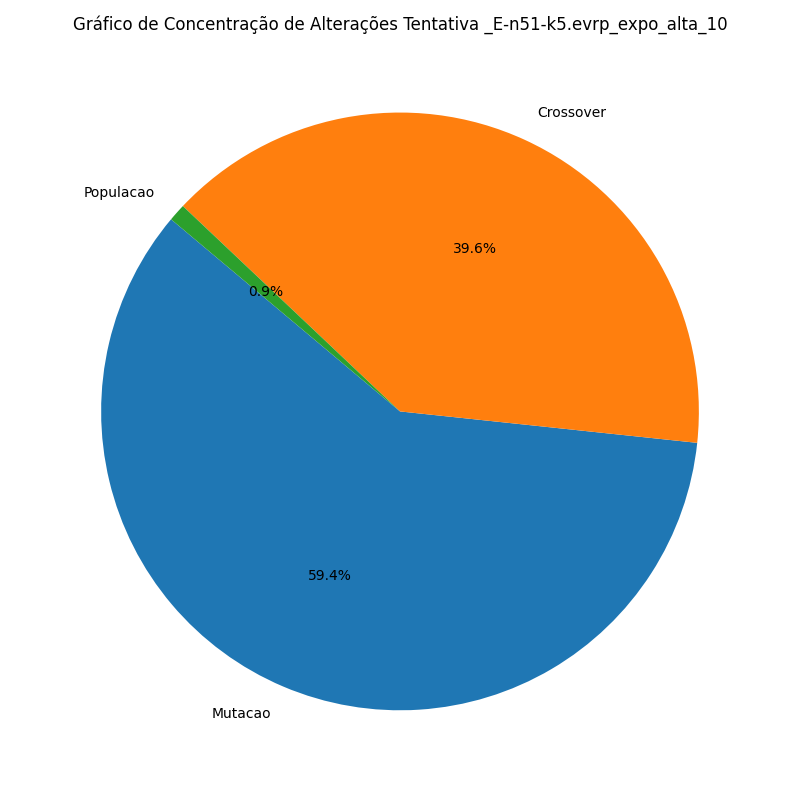 Gráfico de Concentração de Alterações Tentativa _E-n51-k5.evrp_expo_alta_10
Crossover
Populacao
39.6%
0.9%
59.4%
Mutacao